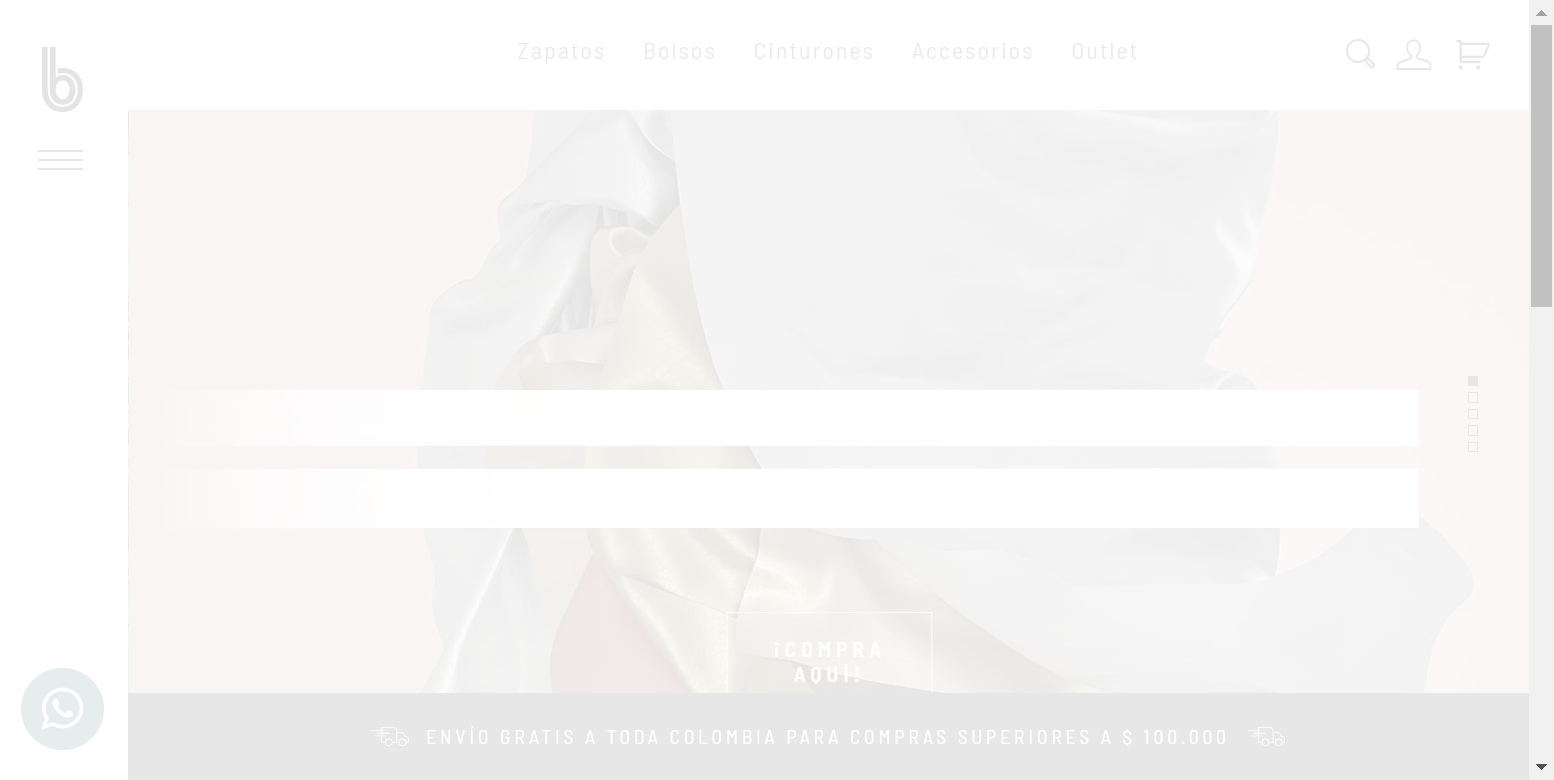 Zapatos Bolsos Cinturones Accesorios Outlet
b
¡COMPRA
AQUÍ!
ENVÍO GRATIS A TODA COLOMBIA PARA COMPRAS SUPERIORES A $ 100.000